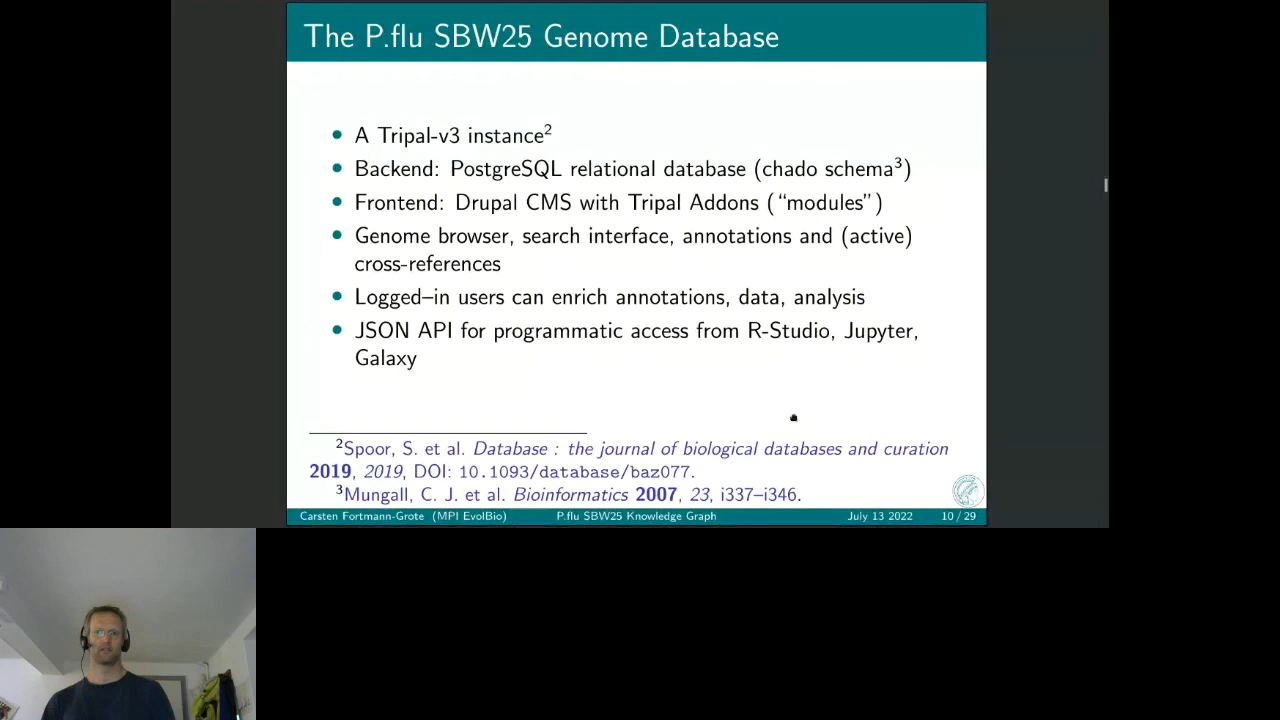 The P.flu SBW25 Genome Database
A Tripal-v3 instance²
Backend: PostgreSQL relational database (chado schema³)
Frontend: Drupal CMS with Tripal Addons (“modules”)
Genome browser, search interface, annotations and (active)
cross-references
Logged–in users can enrich annotations, data, analysis
JSON API for programmatic access from R-Studio, Jupyter,
Galaxy
²Spoor, S. et al. Database : the journal of biological databases and curation
2019, 2019, DOI: 10.1093/database/baz077.
³Mungall, C. J. et al. Bioinformatics 2007, 23, i337–i346.
Carsten Fortmann-Grote (MPI EvolBio) P.flu SBW25 Knowledge Graph July 13 2022 10 / 29